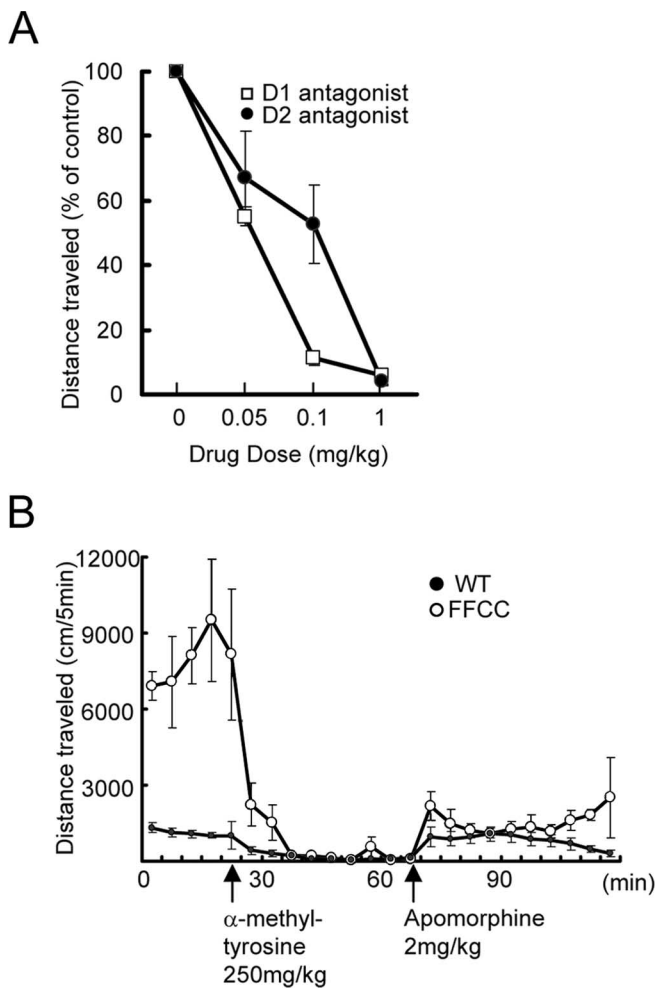 A
Distance traveled (% of control)
100
80
60
40
20
0
D1 antagonist
D2 antagonist
0 0.05 0.1 1
Drug Dose (mg/kg)
B
Distance traveled (cm/5min)
12000
9000
6000
3000
WT
FFCC
0 30 60 90 (min)
α-methyl-
tyrosine
250mg/kg
Apomorphine
2mg/kg